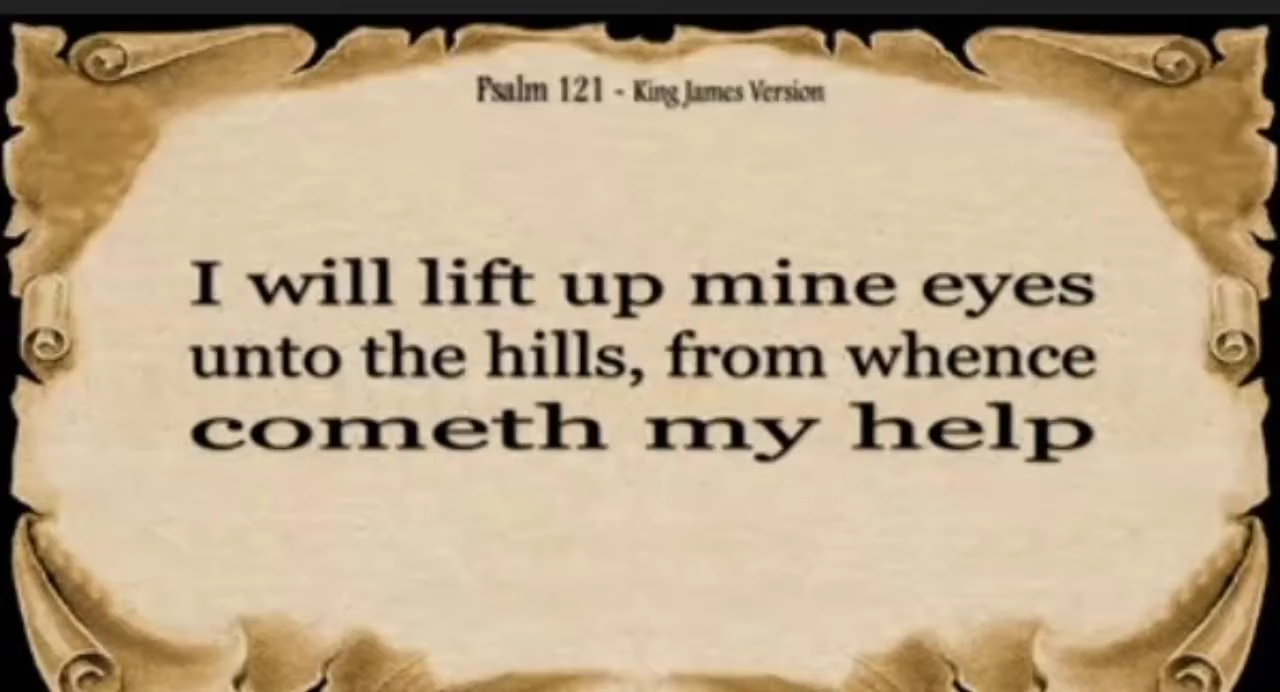 Psalm 121 - King James Version
I will lift up mine eyes
unto the hills, from whence
cometh my help